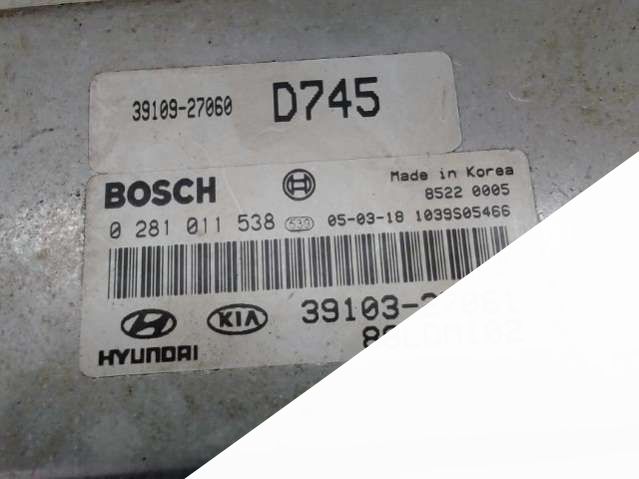 39109-27060 D745
BOSCH
Made in Korea
8522 0005
0 281 011 538 05-03-18 1039S05466
KIA
HYUNDAI